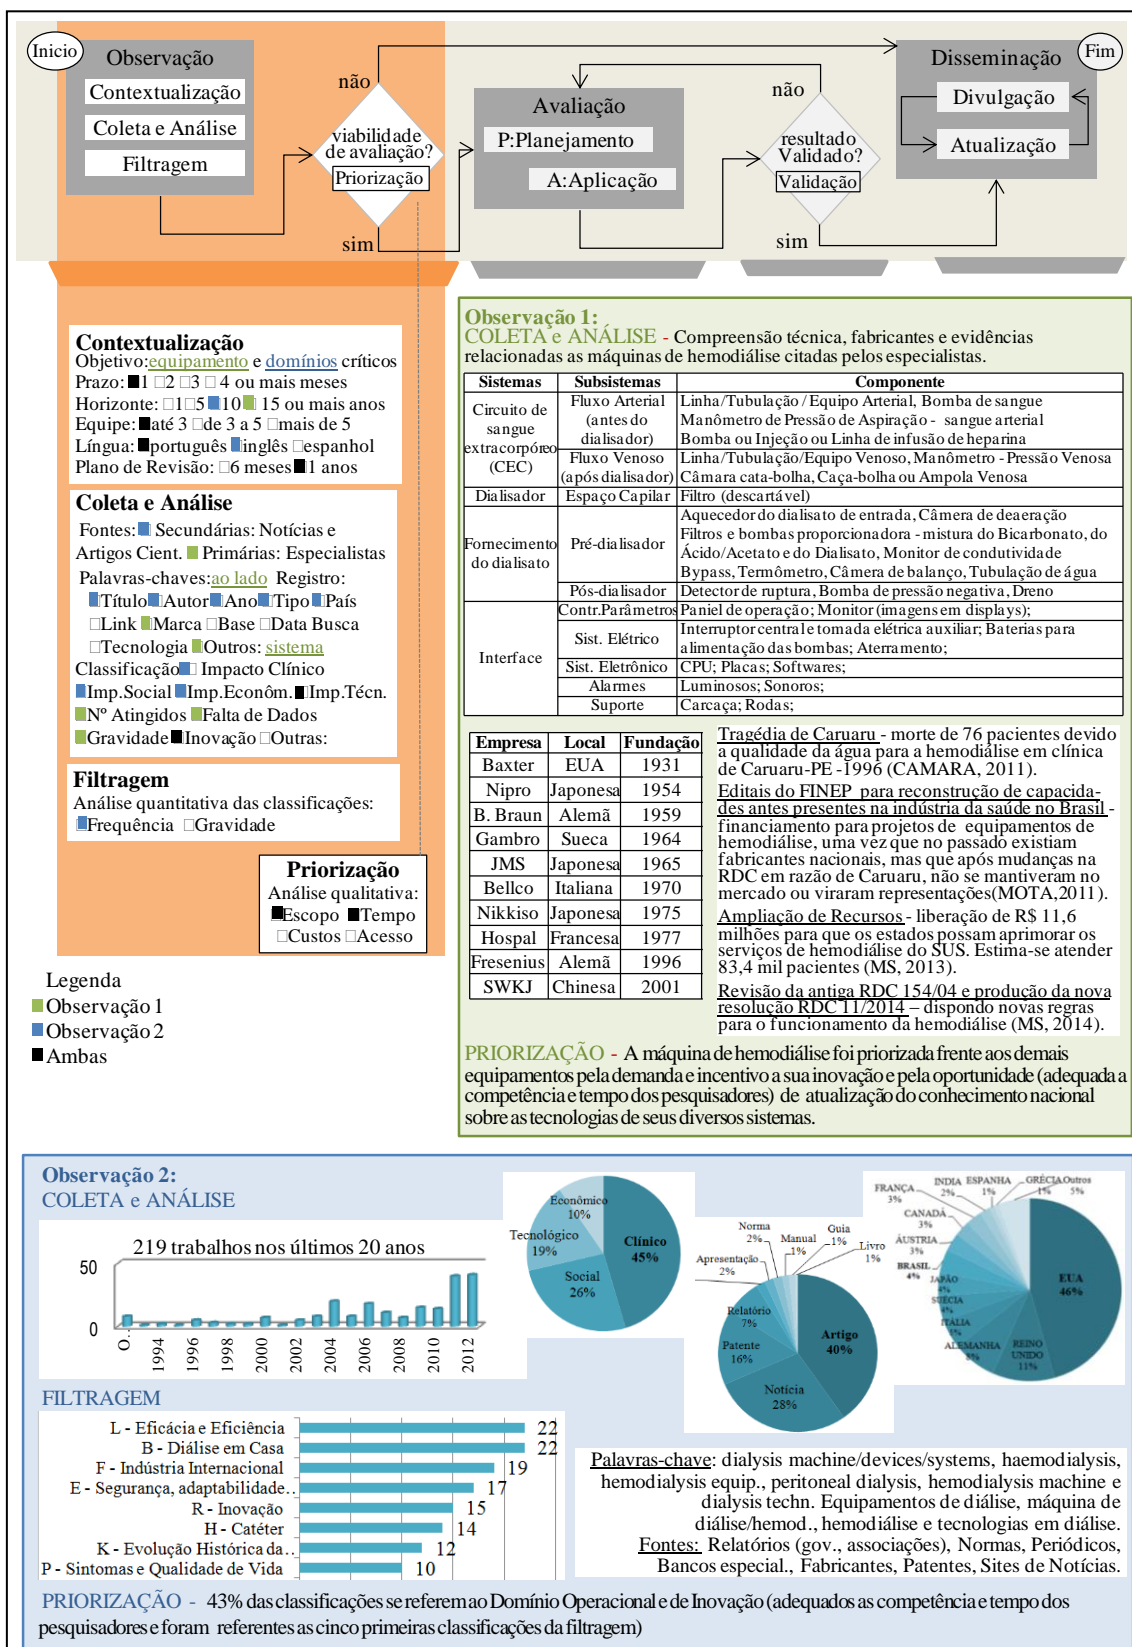 Inicio
Observação
Contextualização
Coleta e Análise
Filtragem
não
viabilidade
de avaliação?
Priorização
sim
Avaliação
P:Planejamento
A:Aplicação
não
resultado
Validado?
Validação
sim
Disseminação
Fim
Divulgação
Atualização
Contextualização
Objetivo:equipamento e domínios críticos
Prazo: ■1 □2 □3 □ 4 ou mais meses
Horizonte: □1□5 ■10 ■ 15 ou mais anos
Equipe: ■até 3 □de 3 a 5 □mais de 5
Língua: ■português ■inglês □espanhol
Plano de Revisão: □6 meses ■1 anos
Coleta e Análise
Fontes: ■ Secundárias: Notícias e
Artigos Cient. ■ Primárias: Especialistas
Palavras-chaves:ao lado Registro:
■Título ■Autor ■Ano ■Tipo ■País
□Link ■Marca □Base □Data Busca
□Tecnologia ■Outros: sistema
Classificação ■□ Impacto Clínico
■Imp.Social ■Imp.Econôm. ■Imp.Técn.
■Nº Atingidos ■Falta de Dados
■Gravidade ■Inovação □Outras:
Filtragem
Análise quantitativa das classificações:
■Frequência □Gravidade
Priorização
Análise qualitativa:
■Escopo ■Tempo
□Custos □Acesso
Legenda
■Observação 1
■Observação 2
■Ambas
Observação 1:
COLETA e ANÁLISE - Compreensão técnica, fabricantes e evidências
relacionadas as máquinas de hemodiálise citadas pelos especialistas.
Sistemas Subsistemas Componente
Circuito de
sangue
extracorpóreo
(CEC)
Fluxo Arterial
(antes do
dialisador)
Linha/Tubulação / Equipo Arterial, Bomba de sangue
Manômetro de Pressão de Aspiração - sangue arterial
Bomba ou Injeção ou Linha de infusão de heparina
Fluxo Venoso
(após dialisador)
Linha/Tubulação/Equipo Venoso, Manômetro - Pressão Venosa
Câmara cata-bolha, Caça-bolha ou Ampola Venosa
Dialisador Espaço Capilar Filtro (descartável)
Fornecimento
do dialisato
Pré-dialisador
Aquecedor do dialisato de entrada, Câmera de deaeração
Filtros e bombas proporcionadora - mistura do Bicarbonato, do
Ácido/Acetato e do Dialisato, Monitor de condutividade
Bypass, Termômetro, Câmera de balanço, Tubulação de água
Pós-dialisador Detector de ruptura, Bomba de pressão negativa, Dreno
Interface
Contr.Parâmetros Paniel de operação; Monitor (imagens em displays);
Sist. Elétrico
Interruptor central e tomada elétrica auxiliar; Baterias para
alimentação das bombas; Aterramento;
Sist. Eletrônico CPU; Placas; Softwares;
Alarmes Luminosos; Sonoros;
Suporte Carcaça; Rodas;
Empresa Local Fundação
Baxter EUA 1931
Nipro Japonesa 1954
B. Braun Alemã 1959
Gambro Sueca 1964
JMS Japonesa 1965
Bellco Italiana 1970
Nikkiso Japonesa 1975
Hospal Francesa 1977
Fresenius Alemã 1996
SWKJ Chinesa 2001
Tragédia de Caruaru - morte de 76 pacientes devido
a qualidade da água para a hemodiálise em clínica
de Caruaru-PE -1996 (CAMARA, 2011).
Editais do FINEP para reconstrução de capacida-
des antes presentes na indústria da saúde no Brasil -
financiamento para projetos de equipamentos de
hemodiálise, uma vez que no passado existiam
fabricantes nacionais, mas que após mudanças na
RDC em razão de Caruaru, não se mantiveram no
mercado ou viraram representações(MOTA,2011).
Ampliação de Recursos - liberação de R$ 11,6
milhões para que os estados possam aprimorar os
serviços de hemodiálise do SUS. Estima-se atender
83,4 mil pacientes (MS, 2013).
Revisão da antiga RDC 154/04 e produção da nova
resolução RDC 11/2014 – dispondo novas regras
para o funcionamento da hemodiálise (MS, 2014).
PRIORIZAÇÃO - A máquina de hemodiálise foi priorizada frente aos demais
equipamentos pela demanda e incentivo a sua inovação e pela oportunidade (adequada a
competência e tempo dos pesquisadores) de atualização do conhecimento nacional
sobre as tecnologias de seus diversos sistemas.
Observação 2:
COLETA e ANÁLISE
219 trabalhos nos últimos 20 anos
50
0
O..
1994
1996
1998
2000
2002
2004
2006
2008
2010
2012
Econômico
10%
Tecnológico
19%
Social
26%
Clínico
45%
Norma
2%
Manual
1%
Guia
1%
Livro
1%
Apresentação
2%
Relatório
7%
Patente
16%
Notícia
28%
Artigo
40%
FRANÇA
3%
INDIA
2%
ESPANHA
1%
GRÉCIA
1%
Outros
5%
CANADÁ
3%
ÁUSTRIA
3%
BRASIL
4%
JAPÃO
4%
SUÉCIA
4%
ITÁLIA
ALEMANHA
REINO
UNIDO
11%
EUA
46%
FILTRAGEM
L - Eficácia e Eficiência 22
B - Diálise em Casa 22
F - Indústria Internacional 19
E - Segurança, adaptabilidade.. 17
R - Inovação 15
H - Catéter 14
K - Evolução Histórica da.. 12
P - Sintomas e Qualidade de Vida 10
Palavras-chave: dialysis machine/devices/systems, haemodialysis,
hemodialysis equip., peritoneal dialysis, hemodialysis machine e
dialysis techn. Equipamentos de diálise, máquina de
diálise/hemod., hemodiálise e tecnologias em diálise.
Fontes: Relatórios (gov., associações), Normas, Periódicos,
Bancos especial., Fabricantes, Patentes, Sites de Notícias.
PRIORIZAÇÃO - 43% das classificações se referem ao Domínio Operacional e de Inovação (adequados as competência e tempo dos
pesquisadores e foram referentes as cinco primeiras classificações da filtragem)